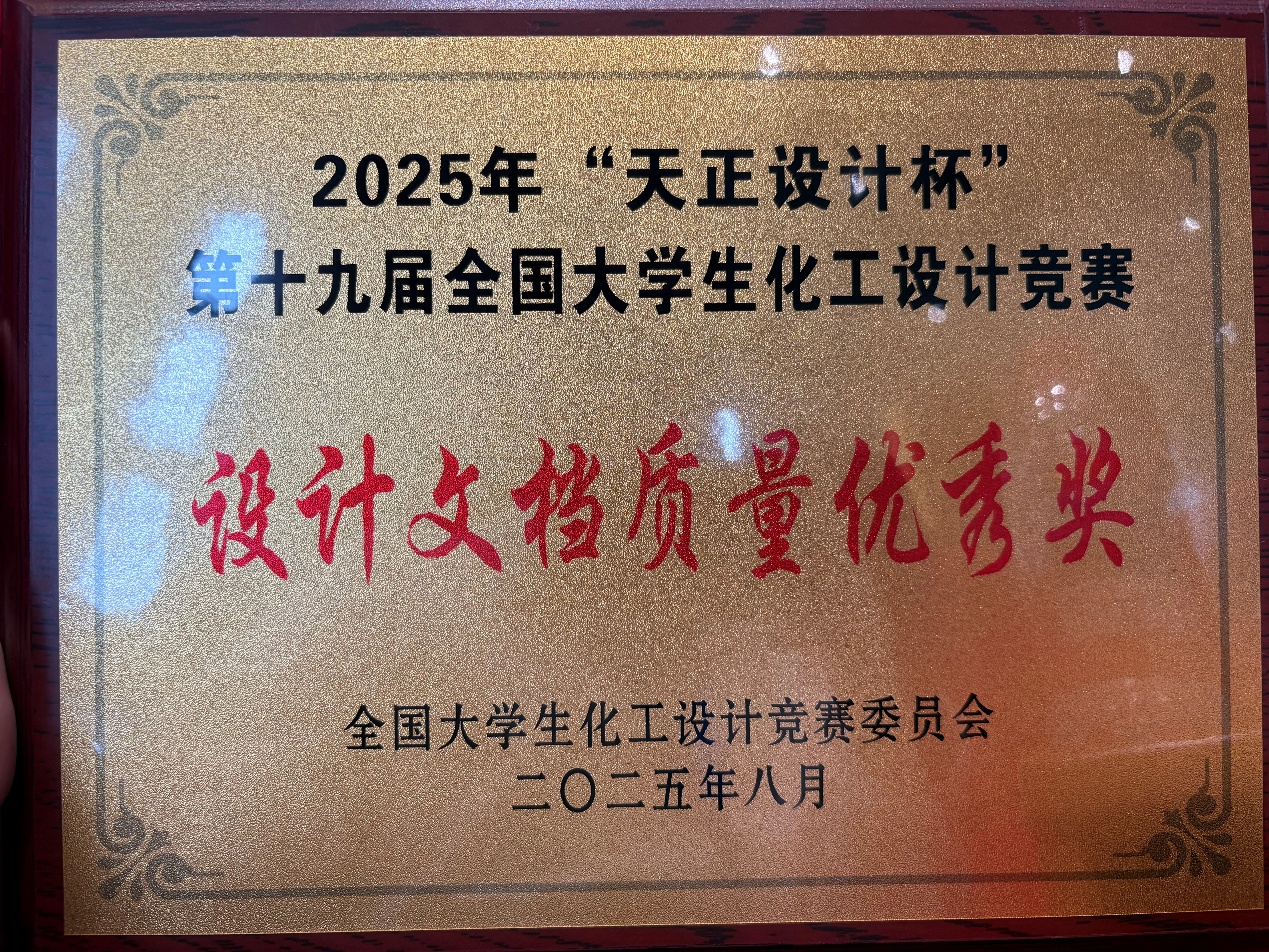 2025年“天正设计杯”
第十九届全国大学生化工设计竞赛
设计文档质量优秀奖
全国大学生化工设计竞赛委员会
二〇二五年八月